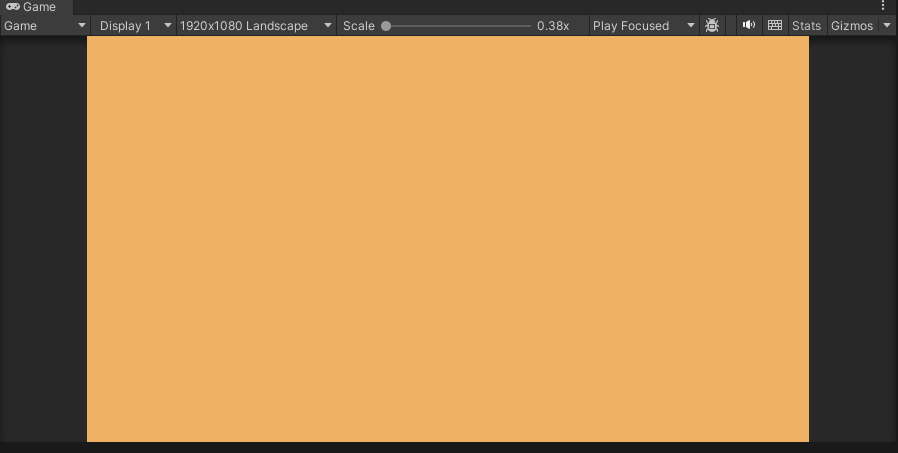 Game
Game Display 1 1920x1080 Landscape Scale 0.38x Play Focused Stats Gizmos